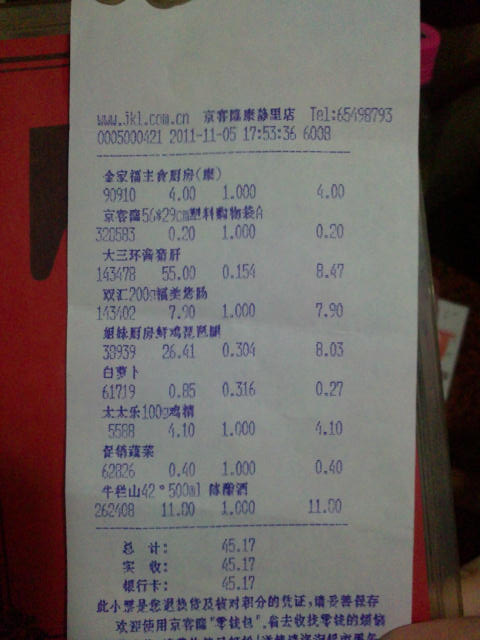 www.jkl.com.cn 京客隆康静里店 Tel:65498793
0005000421 2011-11-05 17:53:36 6008
金家福主食厨房(康)
90910 4.00 1.000 4.00
京客隆56*29cm塑料购物袋A
320583 0.20 1.000 0.20
大三环酱猪肝
143478 55.00 0.154 8.47
双汇200g福美烤肠
143402 7.90 1.000 7.90
姐妹厨房鲜鸡琵琶腿
38939 26.41 0.304 8.03
白萝卜
61719 0.85 0.316 0.27
太太乐100g鸡精
5588 4.10 1.000 4.10
促销蔬菜
62826 0.40 1.000 0.40
牛栏山42°500ml 陈酿酒
262408 11.00 1.000 11.00
总 计: 45.17
实 收: 45.17
银行卡: 45.17
此小票是您退换货及核对积分的凭证,请妥善保存
欢迎使用京客隆"零钱包",省去收找零钱的烦恼